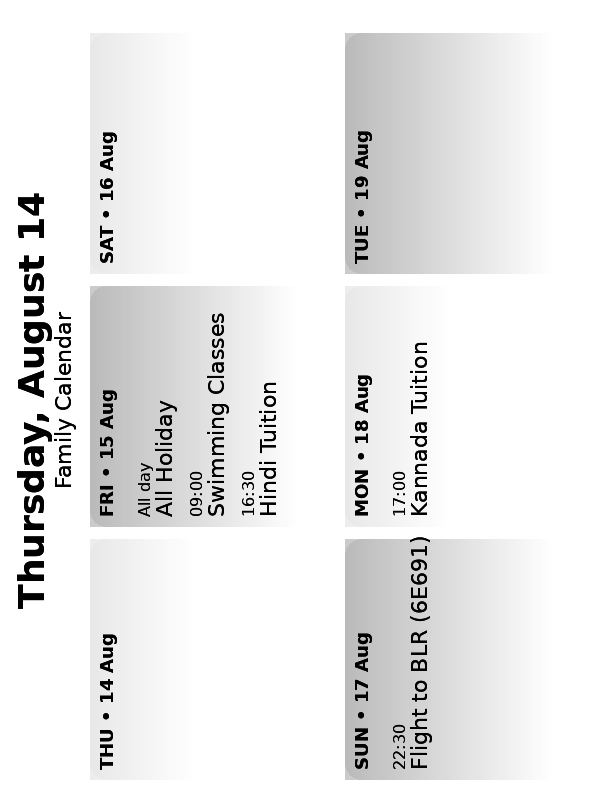 Thursday, August 14
Family Calendar
THU • 14 Aug
FRI • 15 Aug
All day
All Holiday
09:00
Swimming Classes
16:30
Hindi Tuition
SAT • 16 Aug
SUN • 17 Aug
22:30
Flight to BLR (6E691)
MON • 18 Aug
17:00
Kannada Tuition
TUE • 19 Aug